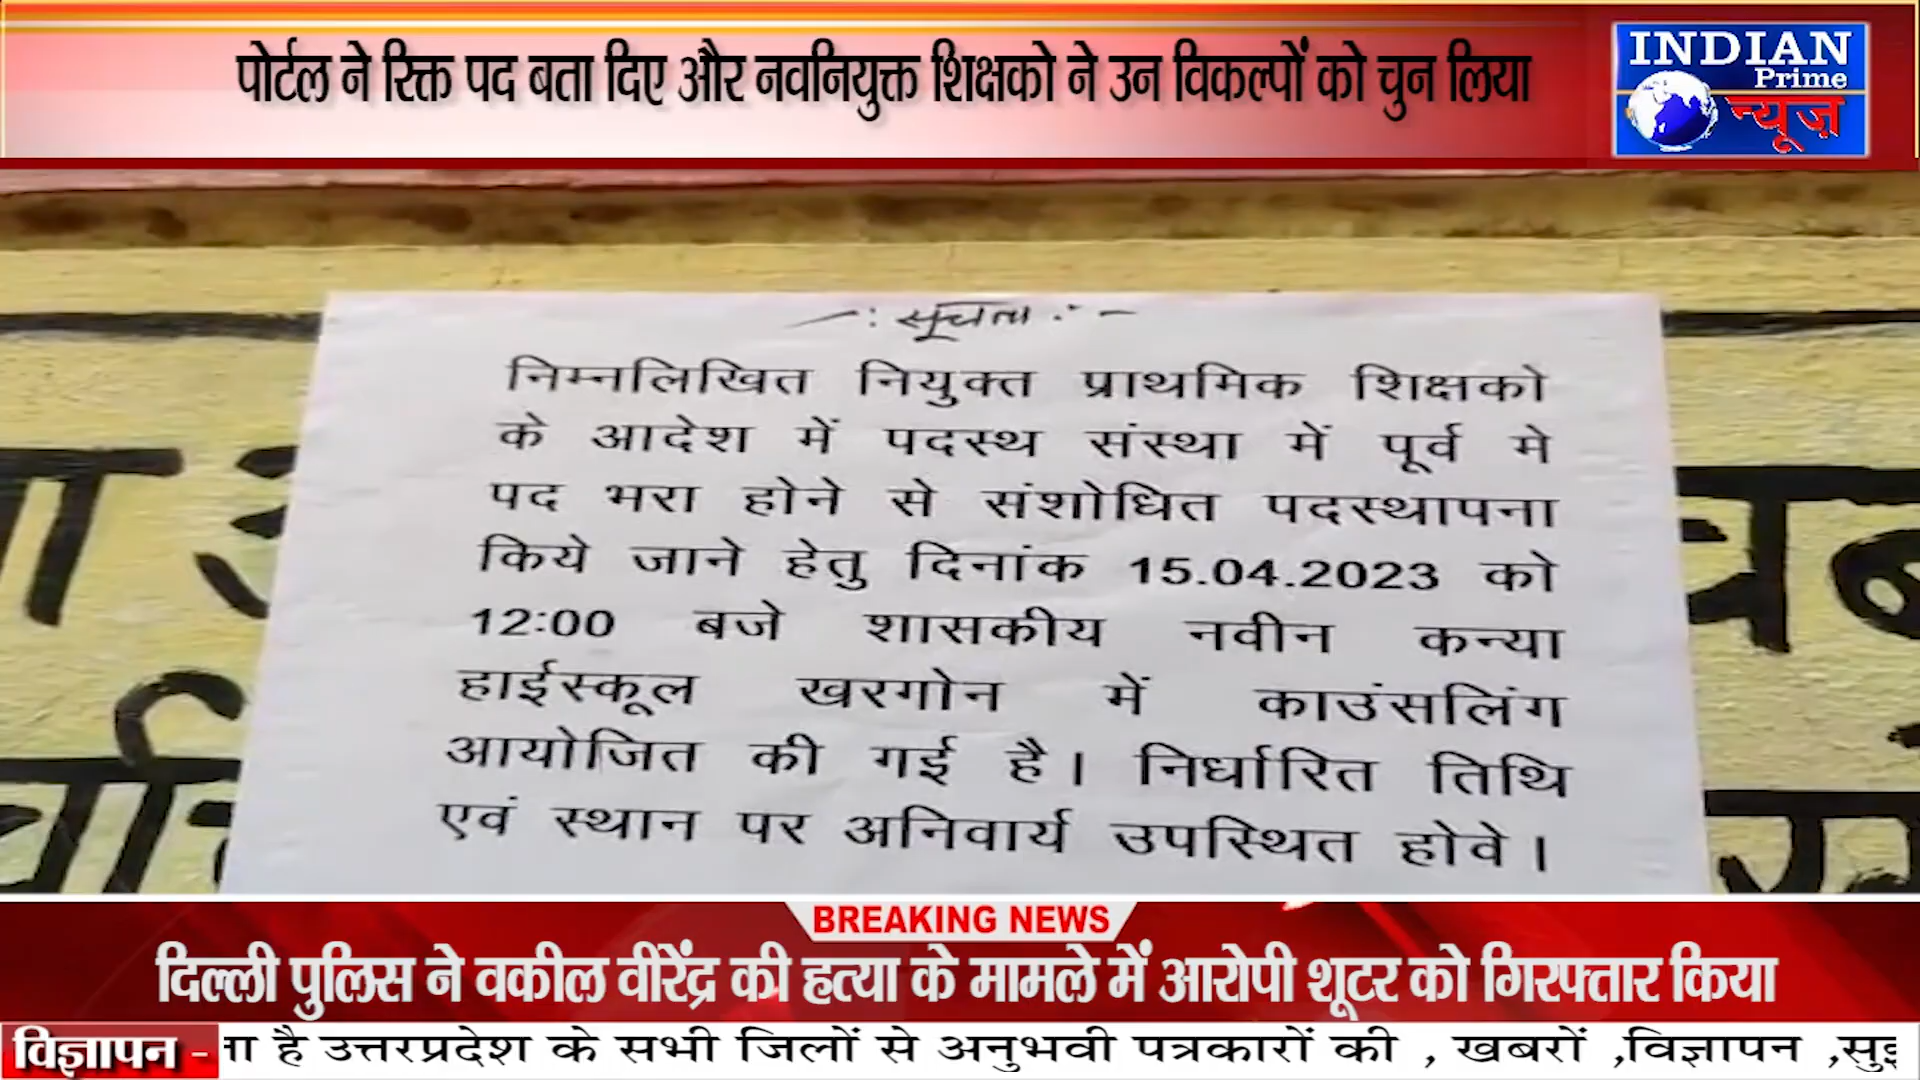 पोर्टल ने रिक्त पद बता दिए और नवनियुक्त शिक्षको ने उन विकल्पों को चुन लिया
INDIAN
Prime
न्यूज़
-: सूचना :-
निम्नलिखित नियुक्त प्राथमिक शिक्षको
के आदेश में पदस्थ संस्था में पूर्व मे
पद भरा होने से संशोधित पदस्थापना
किये जाने हेतु दिनांक 15.04.2023 को
12:00 बजे शासकीय नवीन कन्या
हाईस्कूल खरगोन में काउंसलिंग
आयोजित की गई है। निर्धारित तिथि
एवं स्थान पर अनिवार्य उपस्थित होवे।
BREAKING NEWS
दिल्ली पुलिस ने वकील वीरेंद्र की हत्या के मामले में आरोपी शूटर को गिरफ्तार किया
विज्ञापन - है उत्तरप्रदेश के सभी जिलों से अनुभवी पत्रकारों की , खबरों ,विज्ञापन